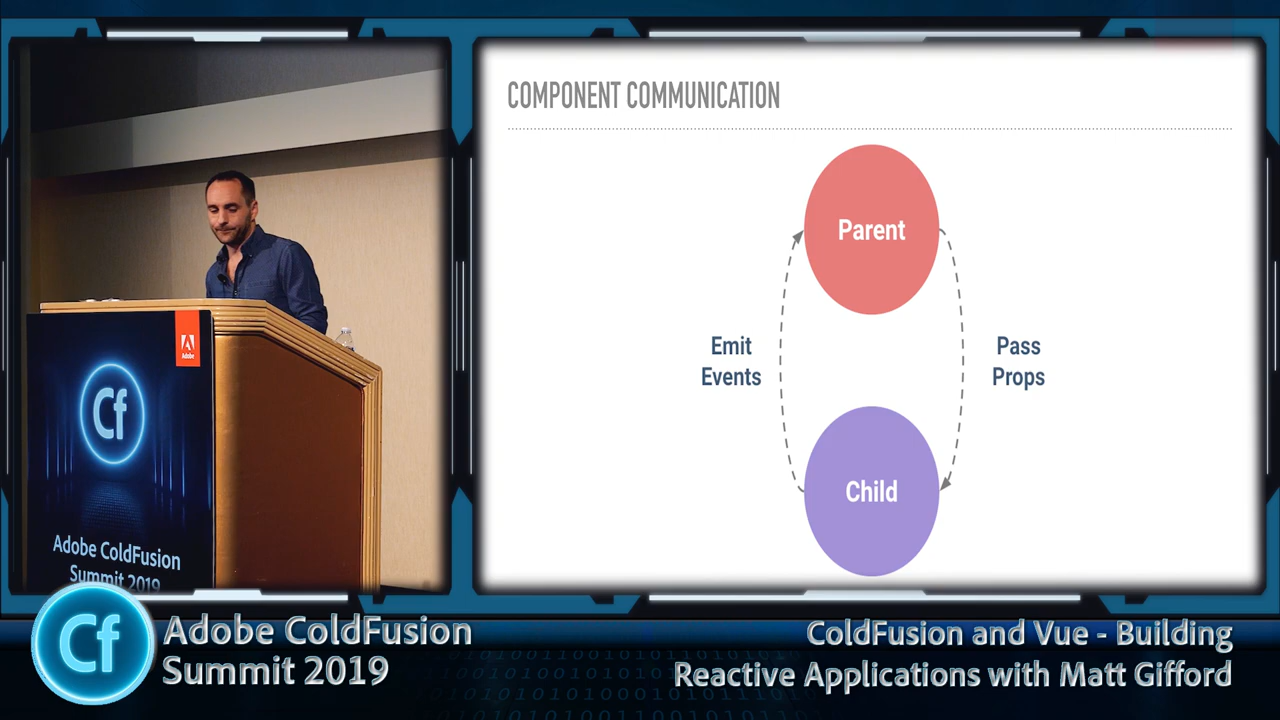 COMPONENT COMMUNICATION
Parent
Emit
Events
Pass
Props
Child
Adobe
Cf
Adobe ColdFusion
Summit 2019
Cf
Adobe ColdFusion
Summit 2019
ColdFusion and Vue - Building
Reactive Applications with Matt Gifford